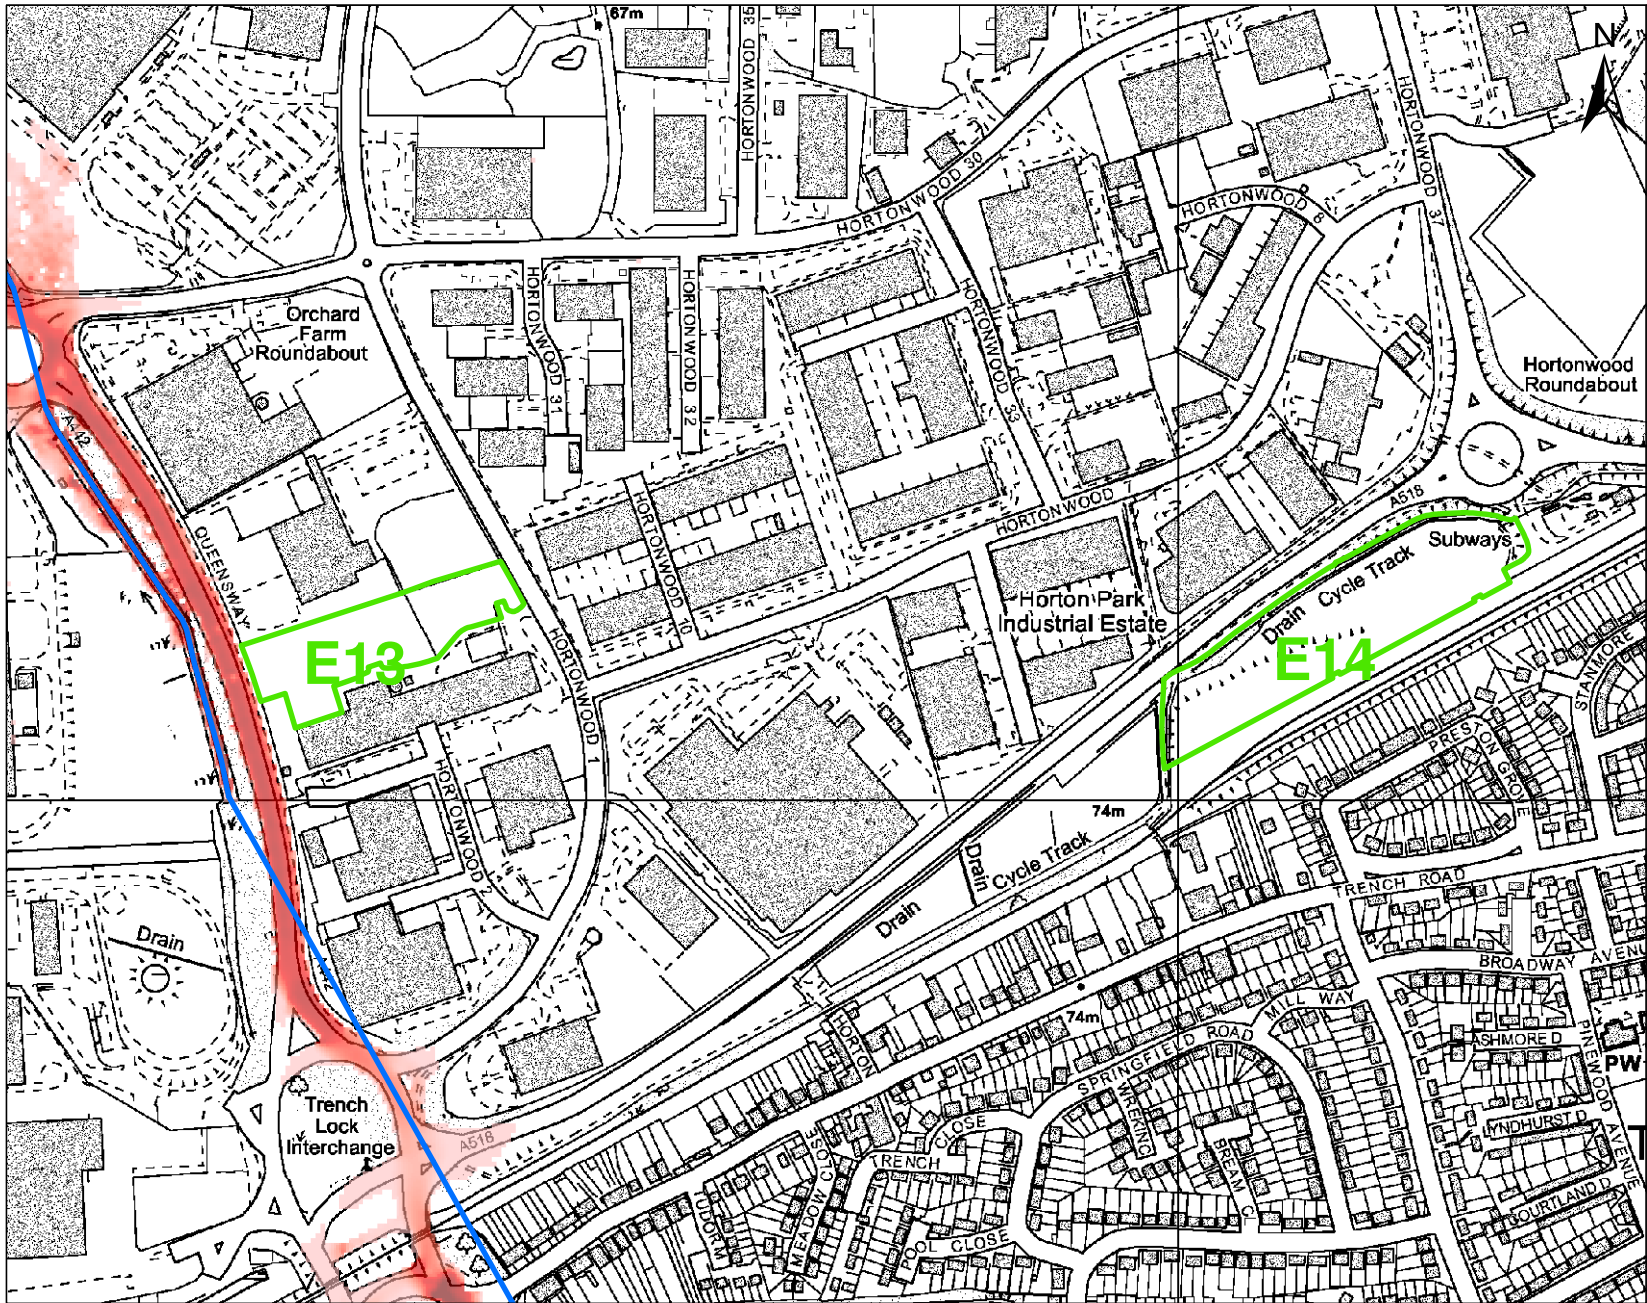 67m
HORTONWOOD 35
N
HORTONWOOD 37
HORTONWOOD 30
HORTONWOOD 8
Orchard
Farm
Roundabout
HORTONWOOD 31
HORTONWOOD 32
HORTONWOOD 33
Hortonwood
Roundabout
A442
QUEENSWAY
HORTONWOOD 10
HORTONWOOD 7
A518
Subways
Cycle Track
Drain
Horton Park
Industrial Estate
E13
E14
HORTONWOOD 1
STANMORE
PRESTON GROVE
HORTONWOOD 2
74m
Drain
Cycle Track
Drain
Drain
TRENCH ROAD
BROADWAY AVENU
MILL WAY
74m
HORTON
SPRINGFIELD ROAD
ASHMORE D
PINEWOOD AVENUE
PW
Trench
Lock
Interchange
A518
WREKIN C
CLOSE
TRENCH
LYNDHURST D
T
BREAM CL
TUDOR M
MEADOW CLOSE
POOL CLOSE
COURTLAND D